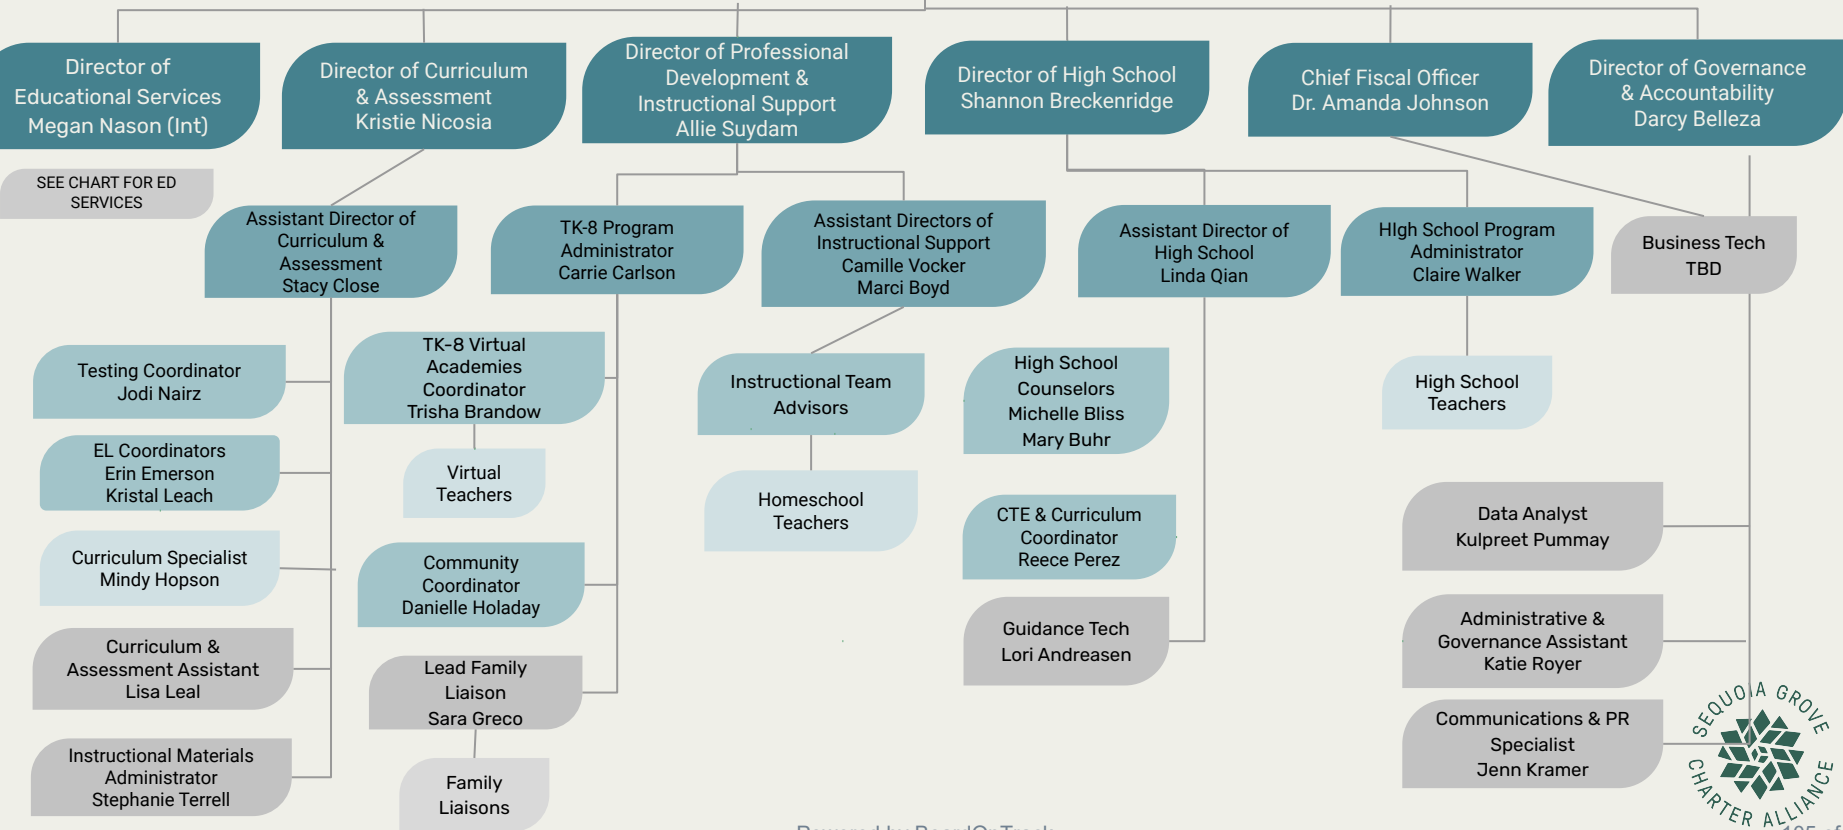 Director of
Educational Services
Megan Nason (Int)
Director of Curriculum
& Assessment
Kristie Nicosia
Director of Professional
Development &
Instructional Support
Allie Suydam
Director of High School
Shannon Breckenridge
Chief Fiscal Officer
Dr. Amanda Johnson
Director of Governance
& Accountability
Darcy Belleza
SEE CHART FOR ED
SERVICES
Assistant Director of
Curriculum &
Assessment
Stacy Close
TK-8 Program
Administrator
Carrie Carlson
Assistant Directors of
Instructional Support
Camille Vocker
Marci Boyd
Assistant Director of
High School
Linda Qian
HIgh School Program
Administrator
Claire Walker
Business Tech
TBD
Testing Coordinator
Jodi Nairz
EL Coordinators
Erin Emerson
Kristal Leach
Curriculum Specialist
Mindy Hopson
Curriculum &
Assessment Assistant
Lisa Leal
Instructional Materials
Administrator
Stephanie Terrell
TK-8 Virtual
Academies
Coordinator
Trisha Brandow
Virtual
Teachers
Community
Coordinator
Danielle Holaday
Lead Family
Liaison
Sara Greco
Family
Liaisons
Instructional Team
Advisors
Homeschool
Teachers
High School
Counselors
Michelle Bliss
Mary Buhr
CTE & Curriculum
Coordinator
Reece Perez
Guidance Tech
Lori Andreasen
High School
Teachers
Data Analyst
Kulpreet Pummay
Administrative &
Governance Assistant
Katie Royer
Communications & PR
Specialist
Jenn Kramer
SEQUOIA GROVE
CHARTER ALLIANCE
Powered by BoardOnTrack